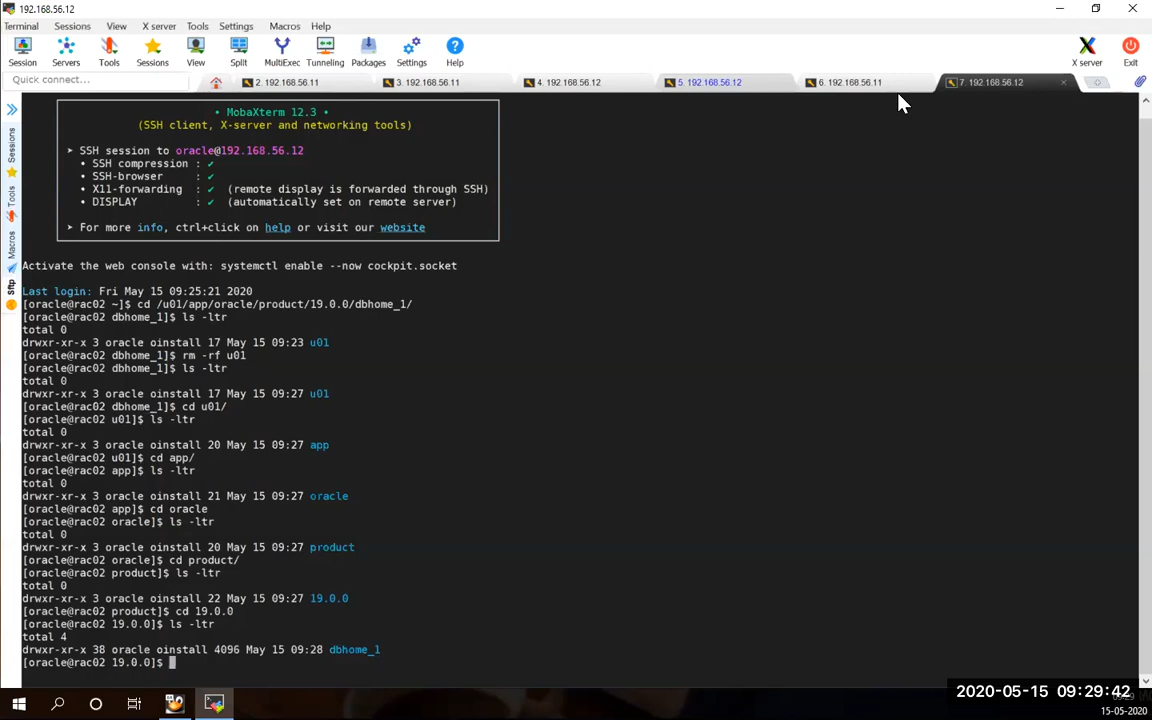 192.168.56.12
Terminal Sessions View X server Tools Settings Macros Help
Session Servers Tools Sessions View Split MultiExec Tunneling Packages Settings Help X server Exit
Quick connect...
2. 192.168.56.11
3. 192.168.56.11
4. 192.168.56.12
5. 192.168.56.12
6. 192.168.56.11
7. 192.168.56.12
Sessions
Tools
Macros
Sftp
• MobaXterm 12.3 •
(SSH client, X-server and networking tools)
➤ SSH session to oracle@192.168.56.12
• SSH compression : ✔
• SSH-browser : ✔
• X11-forwarding : ✔ (remote display is forwarded through SSH)
• DISPLAY : ✔ (automatically set on remote server)
➤ For more info, ctrl+click on help or visit our website
Activate the web console with: systemctl enable --now cockpit.socket
Last login: Fri May 15 09:25:21 2020
[oracle@rac02 ~]$ cd /u01/app/oracle/product/19.0.0/dbhome_1/
[oracle@rac02 dbhome_1]$ ls -ltr
total 0
drwxr-xr-x 3 oracle oinstall 17 May 15 09:23 u01
[oracle@rac02 dbhome_1]$ rm -rf u01
[oracle@rac02 dbhome_1]$ ls -ltr
total 0
drwxr-xr-x 3 oracle oinstall 17 May 15 09:27 u01
[oracle@rac02 dbhome_1]$ cd u01/
[oracle@rac02 u01]$ ls -ltr
total 0
drwxr-xr-x 3 oracle oinstall 20 May 15 09:27 app
[oracle@rac02 u01]$ cd app/
[oracle@rac02 app]$ ls -ltr
total 0
drwxr-xr-x 3 oracle oinstall 21 May 15 09:27 oracle
[oracle@rac02 app]$ cd oracle
[oracle@rac02 oracle]$ ls -ltr
total 0
drwxr-xr-x 3 oracle oinstall 20 May 15 09:27 product
[oracle@rac02 oracle]$ cd product/
[oracle@rac02 product]$ ls -ltr
total 0
drwxr-xr-x 3 oracle oinstall 22 May 15 09:27 19.0.0
[oracle@rac02 product]$ cd 19.0.0
[oracle@rac02 19.0.0]$ ls -ltr
total 4
drwxr-xr-x 38 oracle oinstall 4096 May 15 09:28 dbhome_1
[oracle@rac02 19.0.0]$
2020-05-15 09:29:42
15-05-2020